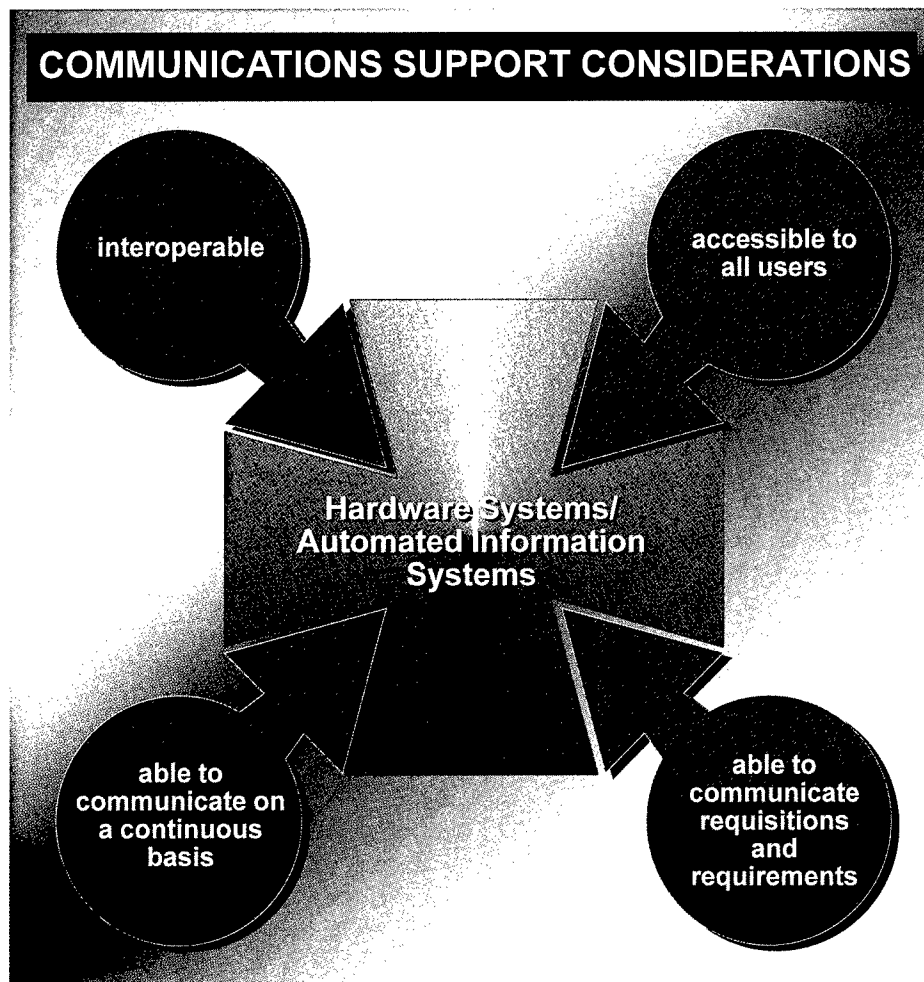 COMMUNICATIONS SUPPORT CONSIDERATIONS
interoperable
accessible to
all users
Hardware Systems/
Automated Information
Systems
able to
communicate on
a continuous
basis
able to
communicate
requisitions
and
requirements